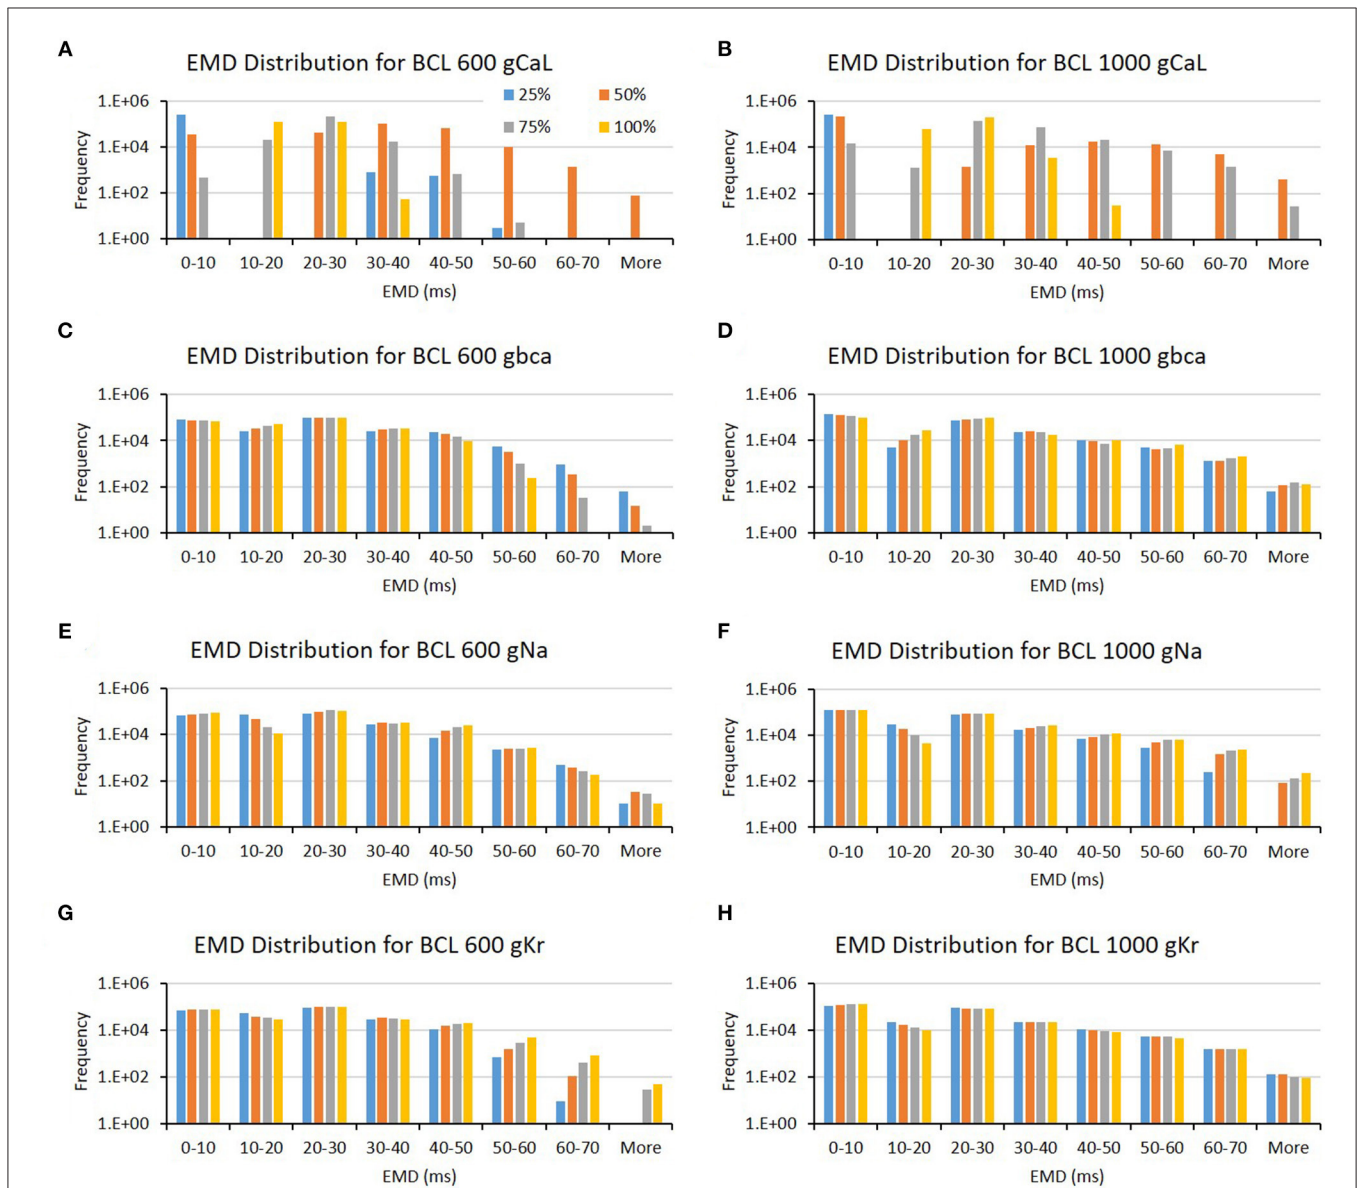 A
EMD Distribution for BCL 600 gCaL
25%
50%
75%
100%
Frequency
1.E+06
1.E+04
1.E+02
1.E+00
0-10 10-20 20-30 30-40 40-50 50-60 60-70 More
EMD (ms)
B
EMD Distribution for BCL 1000 gCaL
Frequency
1.E+06
1.E+04
1.E+02
1.E+00
0-10 10-20 20-30 30-40 40-50 50-60 60-70 More
EMD (ms)
C
EMD Distribution for BCL 600 gbca
Frequency
1.E+06
1.E+04
1.E+02
1.E+00
0-10 10-20 20-30 30-40 40-50 50-60 60-70 More
EMD (ms)
D
EMD Distribution for BCL 1000 gbca
Frequency
1.E+06
1.E+04
1.E+02
1.E+00
0-10 10-20 20-30 30-40 40-50 50-60 60-70 More
EMD (ms)
E
EMD Distribution for BCL 600 gNa
Frequency
1.E+06
1.E+04
1.E+02
1.E+00
0-10 10-20 20-30 30-40 40-50 50-60 60-70 More
EMD (ms)
F
EMD Distribution for BCL 1000 gNa
Frequency
1.E+06
1.E+04
1.E+02
1.E+00
0-10 10-20 20-30 30-40 40-50 50-60 60-70 More
EMD (ms)
G
EMD Distribution for BCL 600 gKr
Frequency
1.E+06
1.E+04
1.E+02
1.E+00
0-10 10-20 20-30 30-40 40-50 50-60 60-70 More
EMD (ms)
H
EMD Distribution for BCL 1000 gKr
Frequency
1.E+06
1.E+04
1.E+02
1.E+00
0-10 10-20 20-30 30-40 40-50 50-60 60-70 More
EMD (ms)